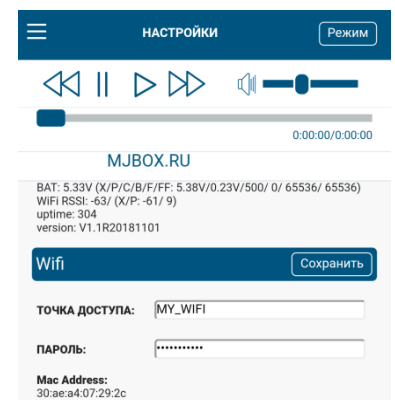 НАСТРОЙКИ
Режим
0:00:00/0:00:00
MJBOX.RU
BAT: 5.33V (X/P/C/B/F/FF: 5.38V/0.23V/500/ 0/ 65536/ 65536)
WiFi RSSI: -63/ (X/P: -61/ 9)
uptime: 304
version: V1.1R20181101
Wifi
Сохранить
ТОЧКА ДОСТУПА: MY_WIFI
ПАРОЛЬ: •••••••••••
Mac Address:
30:ae:a4:07:29:2c